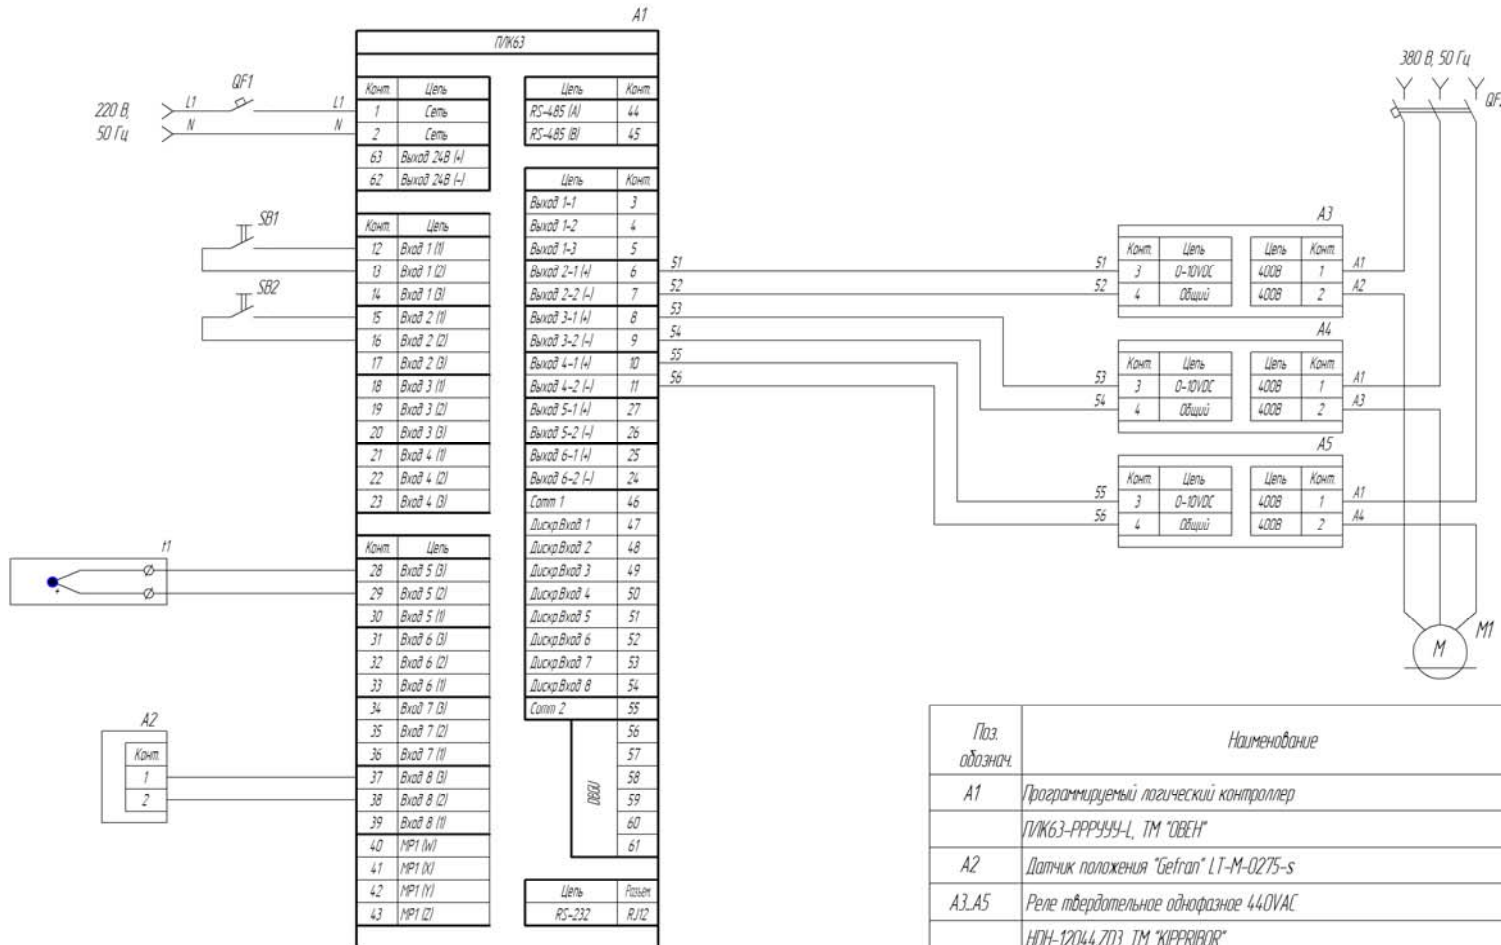 A1
ПЛК63
Конт. Цепь
1 Сеть
2 Сеть
63 Выход 24В (+)
62 Выход 24В (-)
Конт. Цепь
12 Вход 1 (1)
13 Вход 1 (2)
14 Вход 1 (3)
15 Вход 2 (1)
16 Вход 2 (2)
17 Вход 2 (3)
18 Вход 3 (1)
19 Вход 3 (2)
20 Вход 3 (3)
21 Вход 4 (1)
22 Вход 4 (2)
23 Вход 4 (3)
Конт. Цепь
28 Вход 5 (3)
29 Вход 5 (2)
30 Вход 5 (1)
31 Вход 6 (3)
32 Вход 6 (2)
33 Вход 6 (1)
34 Вход 7 (3)
35 Вход 7 (2)
36 Вход 7 (1)
37 Вход 8 (3)
38 Вход 8 (2)
39 Вход 8 (1)
40 МР1 (W)
41 МР1 (X)
42 МР1 (Y)
43 МР1 (Z)
Цепь Конт.
RS-485 (A) 44
RS-485 (B) 45
Цепь Конт.
Выход 1-1 3
Выход 1-2 4
Выход 1-3 5
Выход 2-1 (+) 6
Выход 2-2 (-) 7
Выход 3-1 (+) 8
Выход 3-2 (-) 9
Выход 4-1 (+) 10
Выход 4-2 (-) 11
Выход 5-1 (+) 27
Выход 5-2 (-) 26
Выход 6-1 (+) 25
Выход 6-2 (-) 24
Comm 1 46
Дискр.Вход 1 47
Дискр.Вход 2 48
Дискр.Вход 3 49
Дискр.Вход 4 50
Дискр.Вход 5 51
Дискр.Вход 6 52
Дискр.Вход 7 53
Дискр.Вход 8 54
Comm 2 55
DBGU
56
57
58
59
60
61
Цепь Разъем
RS-232 RJ12
220 В,
50 Гц
L1
QF1
L1
N
N
SB1
SB2
t1
+
A2
Конт.
1
2
51
52
53
54
55
56
380 В, 50 Гц
A3
Конт. Цепь Цепь Конт.
51 3 0-10VDC 400В 1 A1
52 4 Общий 400В 2 A2
A4
Конт. Цепь Цепь Конт.
53 3 0-10VDC 400В 1 A1
54 4 Общий 400В 2 A3
A5
Конт. Цепь Цепь Конт.
55 3 0-10VDC 400В 1 A1
56 4 Общий 400В 2 A4
M
M1
Поз. обознач. Наименование
A1 Программируемый логический контроллер
ПЛК63-РРРУУУ-L, ТМ "ОВЕН"
A2 Датчик положения "Gefran" LT-M-0275-s
A3..A5 Реле твердотельное однофазное 440VAC
HDH-12044.ZD3, ТМ "KIPPRIBOR"